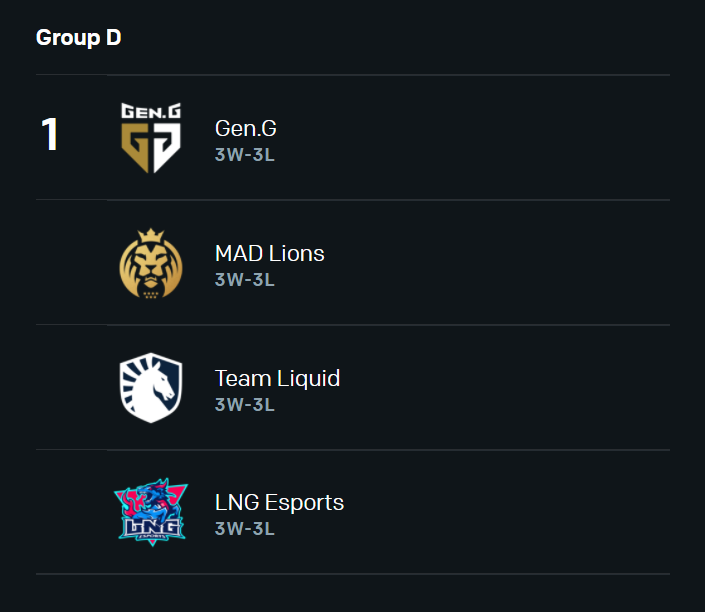 Group D
1
GEN.G
Gen.G
3W-3L
MAD Lions
3W-3L
Team Liquid
3W-3L
LNG
ESPORTS
LNG Esports
3W-3L